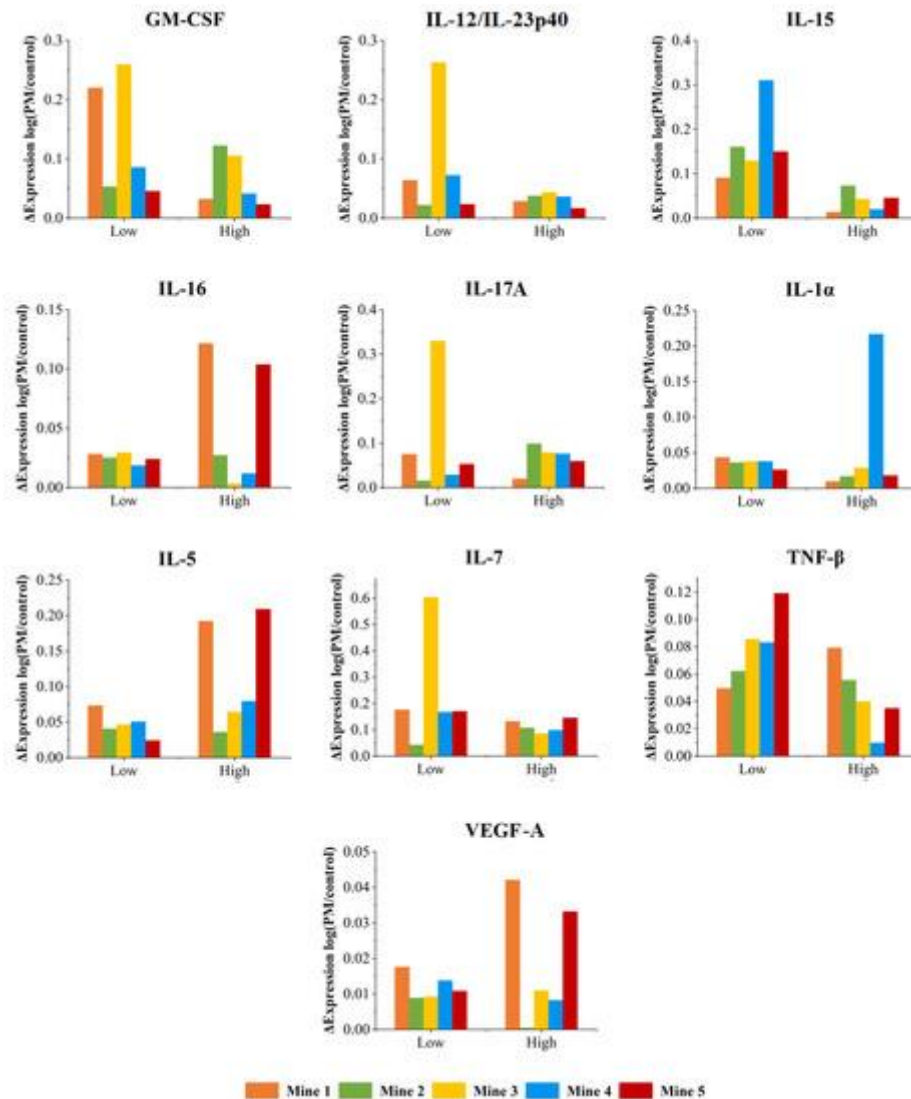 GM-CSF
ΔExpression log(PM/control)
0.3
0.2
0.1
0.0
Low
High
IL-12/IL-23p40
ΔExpression log(PM/control)
0.3
0.2
0.1
0.0
Low
High
IL-15
ΔExpression log(PM/control)
0.4
0.3
0.2
0.1
0.0
Low
High
IL-16
ΔExpression log(PM/control)
0.15
0.10
0.05
0.00
Low
High
IL-17A
ΔExpression log(PM/control)
0.4
0.3
0.2
0.1
0.0
Low
High
IL-1α
ΔExpression log(PM/control)
0.25
0.20
0.15
0.10
0.05
0.00
Low
High
IL-5
ΔExpression log(PM/control)
0.25
0.20
0.15
0.10
0.05
0.00
Low
High
IL-7
ΔExpression log(PM/control)
0.6
0.5
0.4
0.3
0.2
0.1
0.0
Low
High
TNF-β
ΔExpression log(PM/control)
0.12
0.10
0.08
0.06
0.04
0.02
0.00
Low
High
VEGF-A
ΔExpression log(PM/control)
0.05
0.04
0.03
0.02
0.01
0.00
Low
High
Mine 1 Mine 2 Mine 3 Mine 4 Mine 5